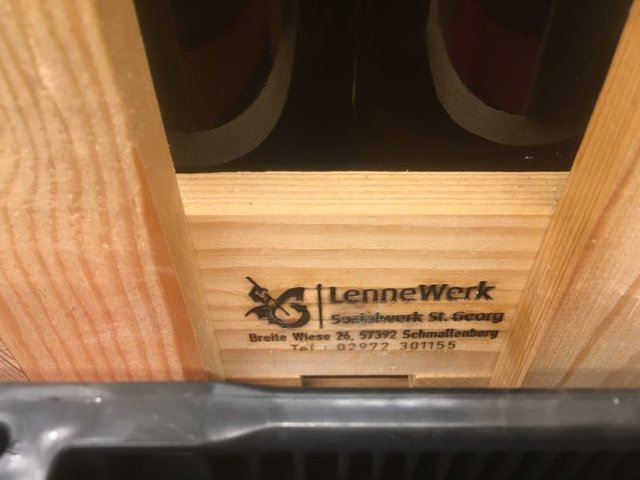 LenneWerk
Sozialwerk St. Georg
Breite Wiese 26, 57392 Schmallenberg
Tel.: 02972 301155